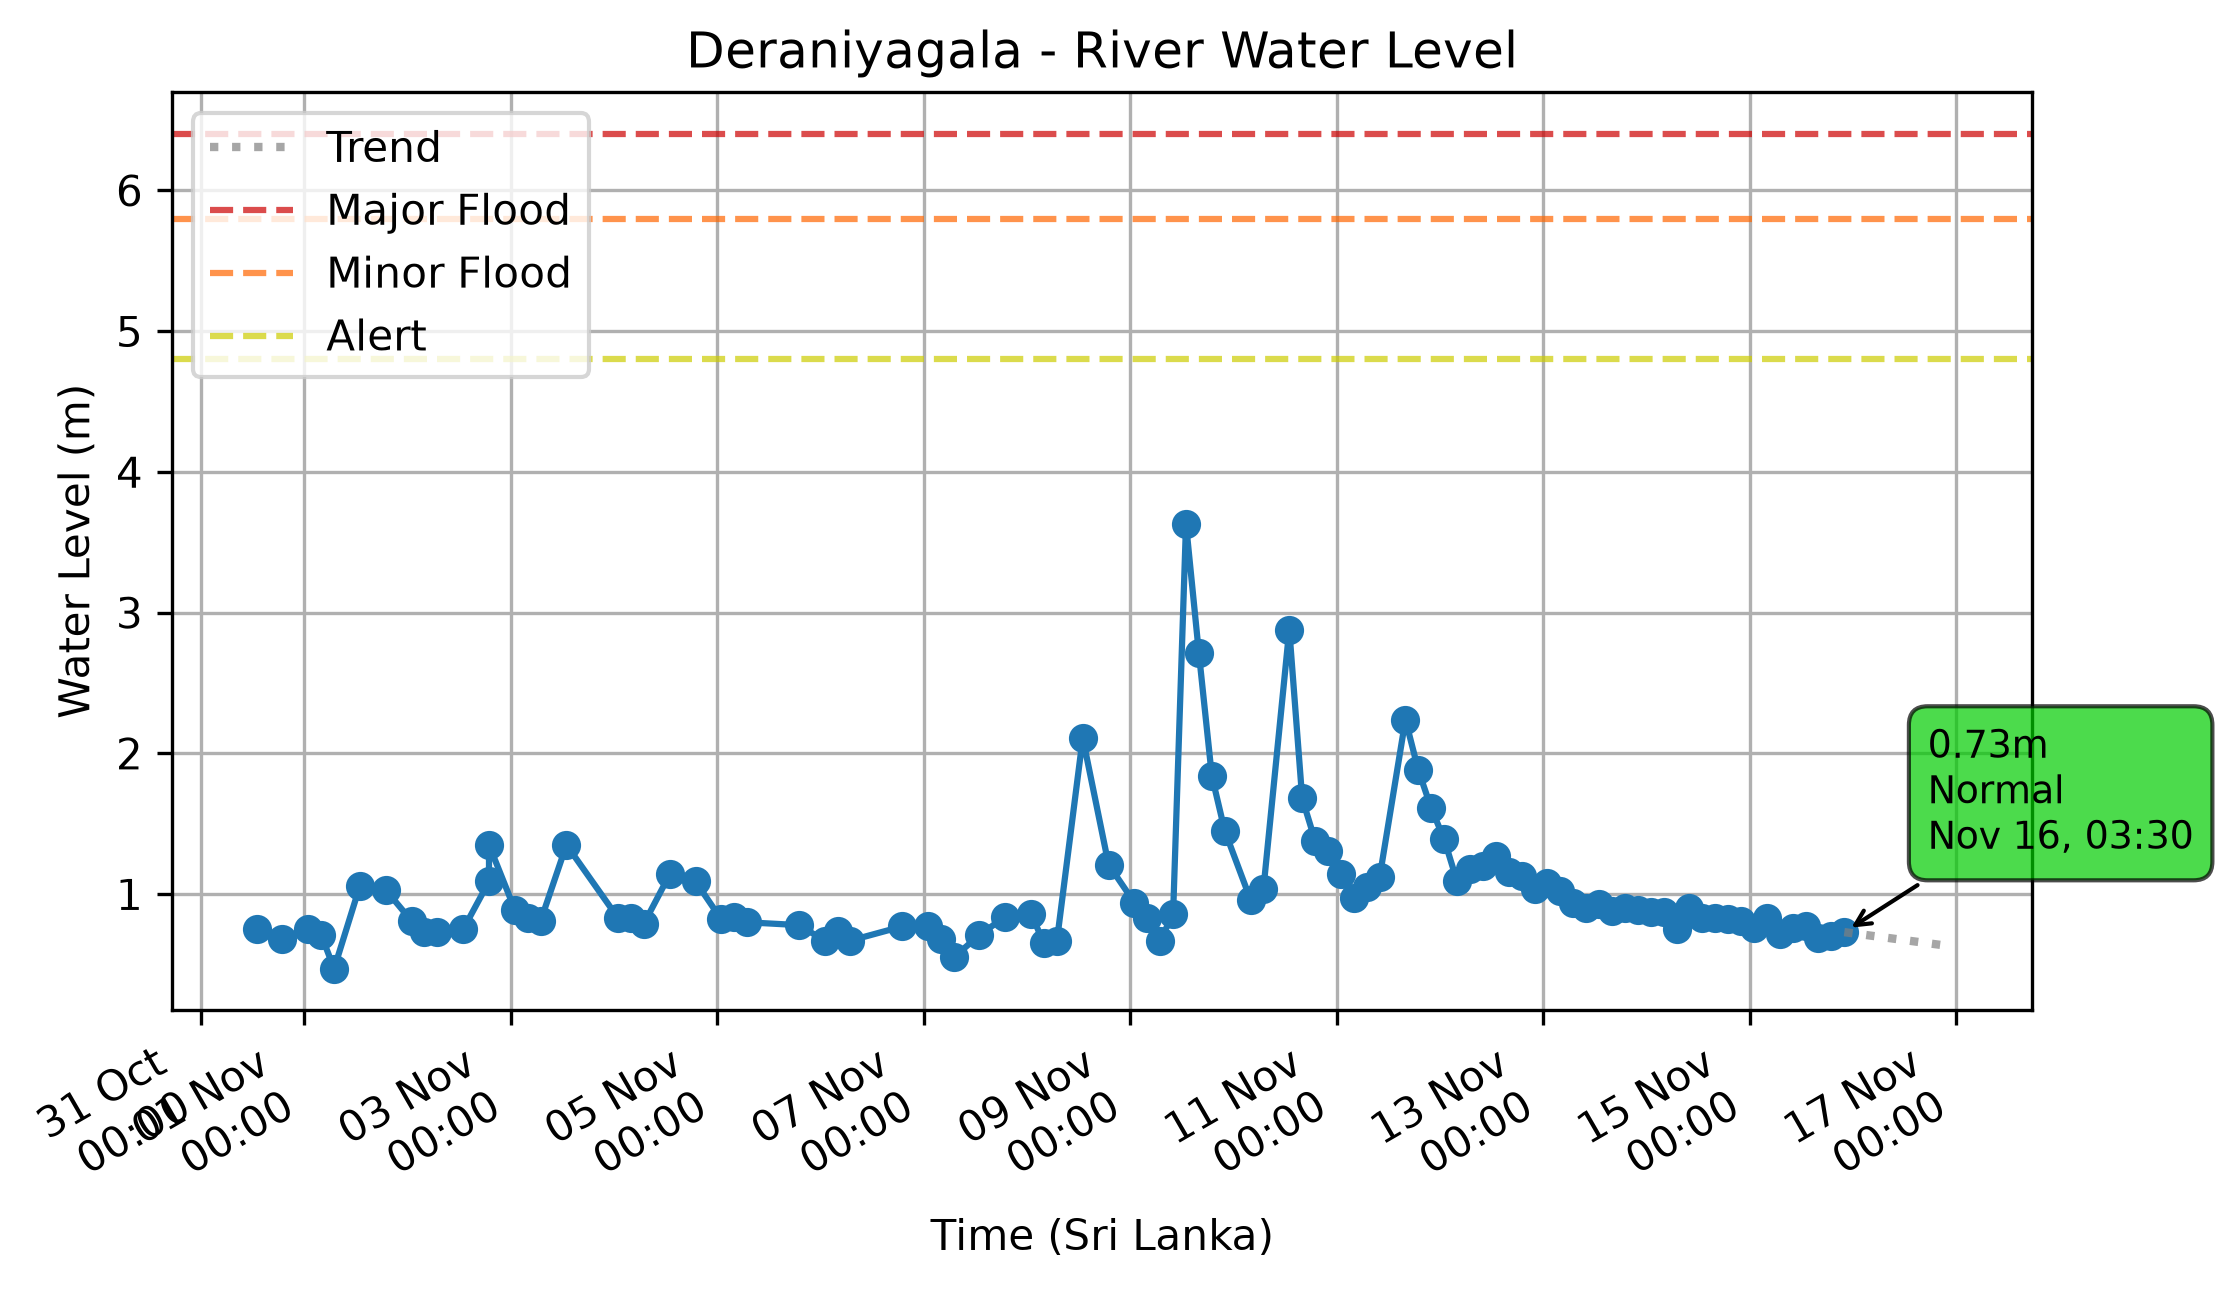 Deraniyagala - River Water Level
Trend
Major Flood
Minor Flood
Alert
Water Level (m)
6
5
4
3
2
1
0.73m
Normal
Nov 16, 03:30
31 Oct
00:00
01 Nov
00:00
03 Nov
00:00
05 Nov
00:00
07 Nov
00:00
09 Nov
00:00
11 Nov
00:00
13 Nov
00:00
15 Nov
00:00
17 Nov
00:00
Time (Sri Lanka)